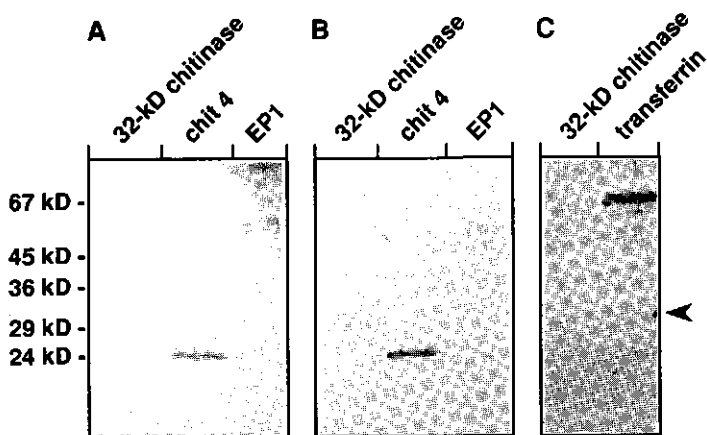 A
32-kD chitinase
chit 4
EP1
B
32-kD chitinase
chit 4
EP1
C
32-kD chitinase
transferrin
67 kD -
45 kD -
36 kD -
29 kD -
24 kD -